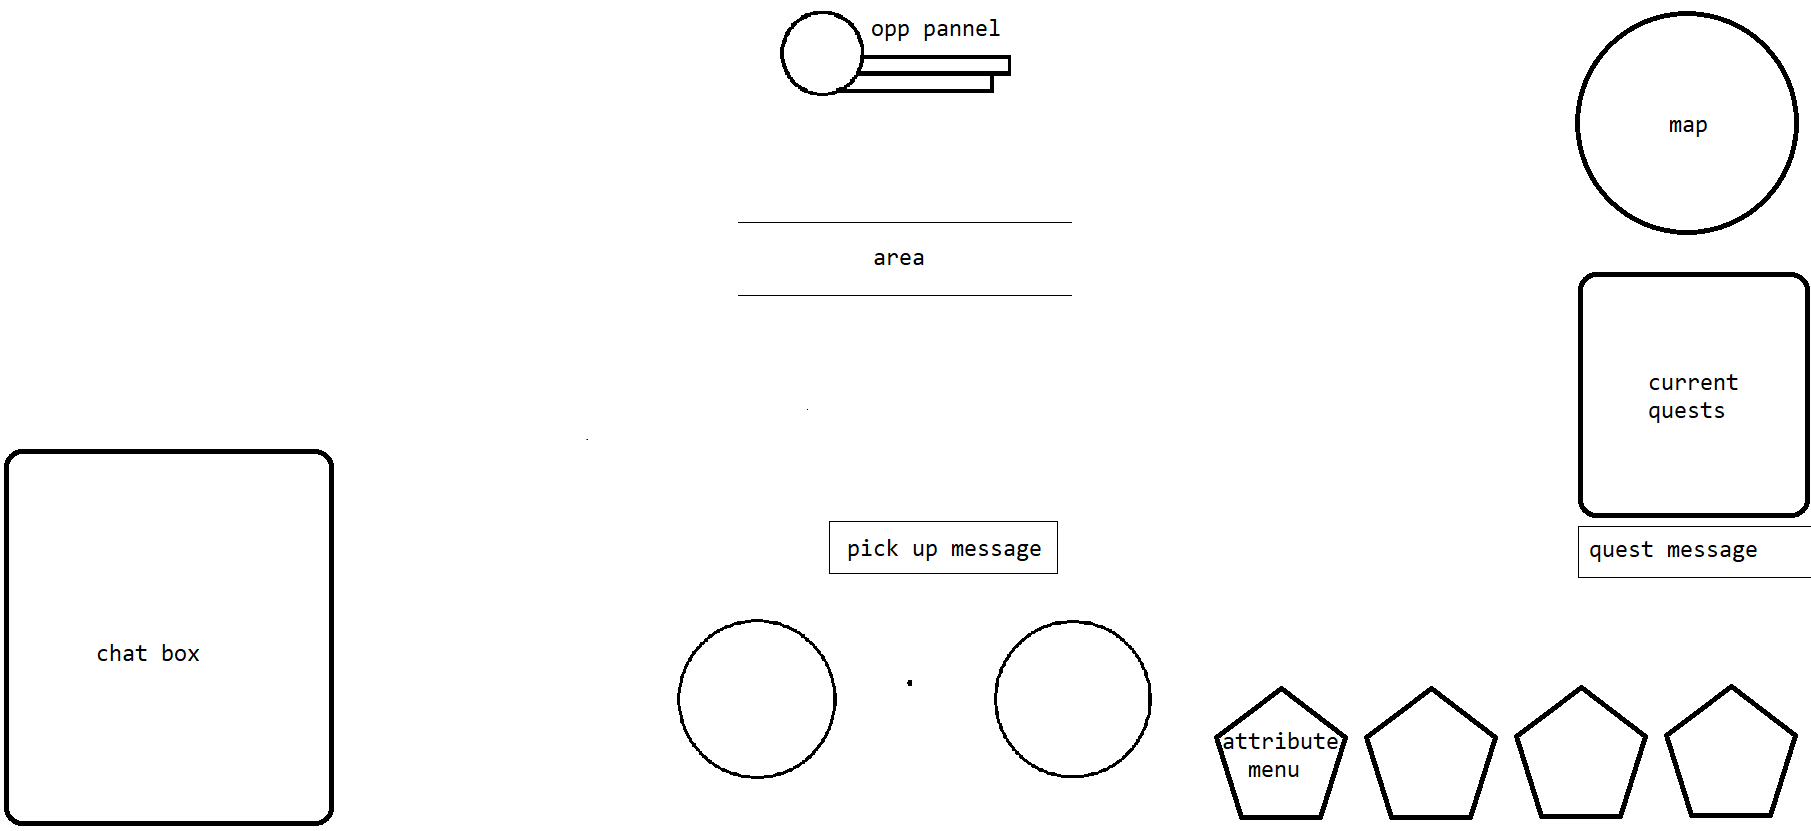 opp pannel
map
area
current
quests
pick up message
quest message
chat box
attribute
menu